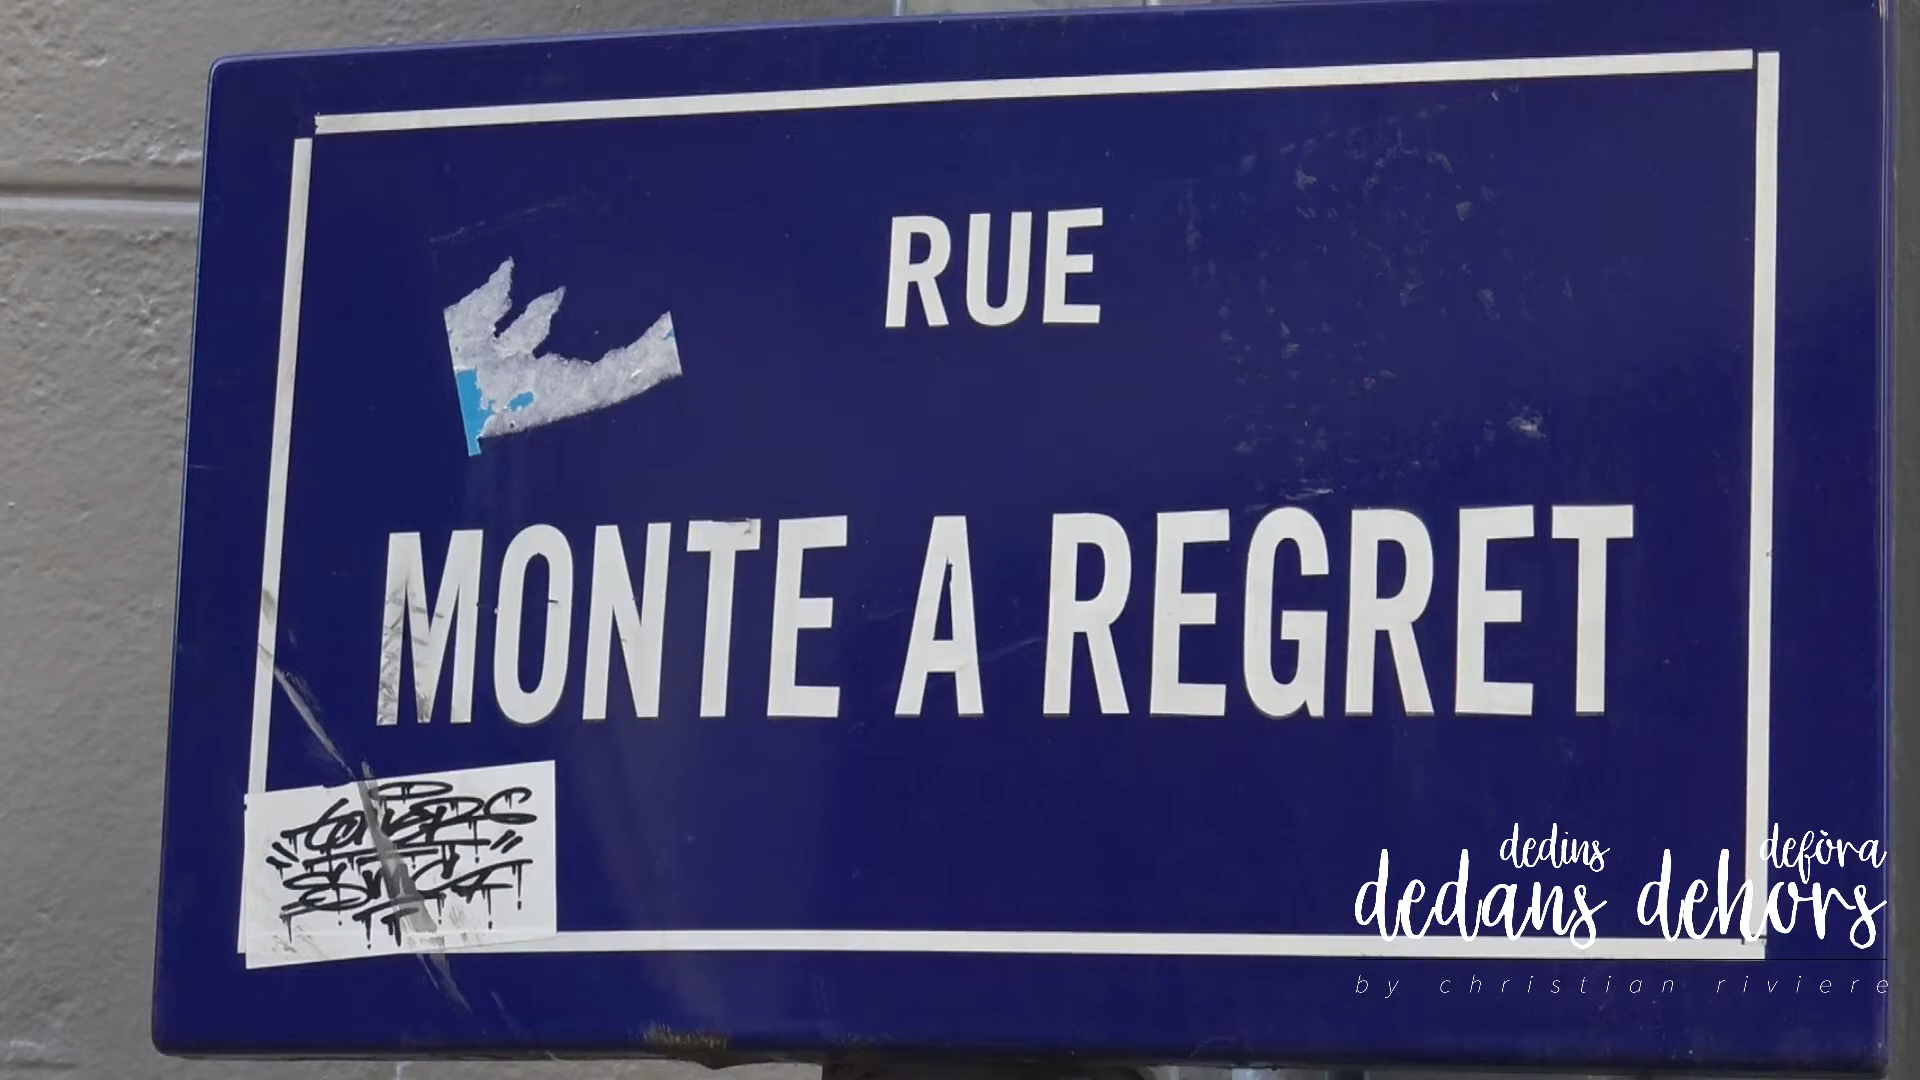 RUE
MONTE A REGRET
dedins defòra
dedans dehors
by christian riviere